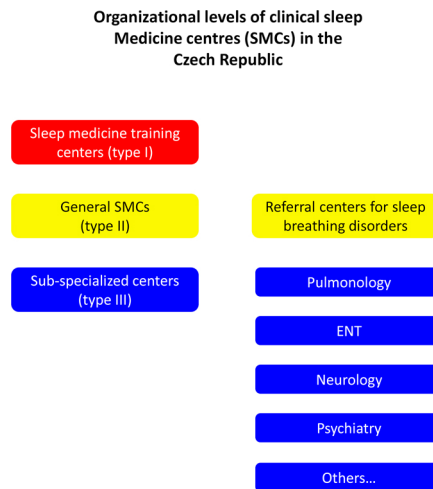 Organizational levels of clinical sleep
Medicine centres (SMCs) in the
Czech Republic
Sleep medicine training
centers (type I)
General SMCs
(type II)
Referral centers for sleep
breathing disorders
Sub-specialized centers
(type III)
Pulmonology
ENT
Neurology
Psychiatry
Others...